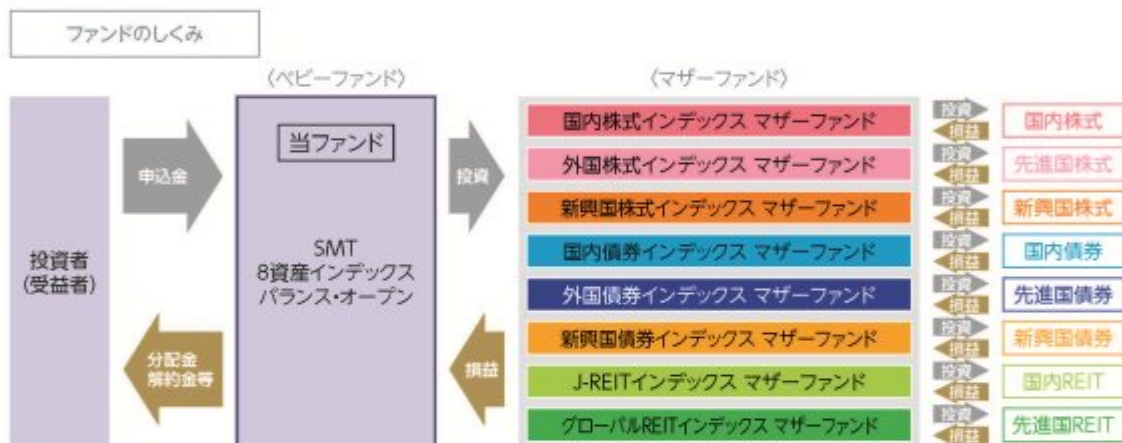 ファンドのしくみ
〈ベビーファンド〉
〈マザーファンド〉
投資者
(受益者)
申込金
分配金
解約金等
当ファンド
SMT
8資産インデックス
バランス・オープン
投資
損益
国内株式インデックス マザーファンド
投資
損益
国内株式
外国株式インデックス マザーファンド
投資
損益
先進国株式
新興国株式インデックス マザーファンド
投資
損益
新興国株式
国内債券インデックス マザーファンド
投資
損益
国内債券
外国債券インデックス マザーファンド
投資
損益
先進国債券
新興国債券インデックス マザーファンド
投資
損益
新興国債券
J-REITインデックス マザーファンド
投資
損益
国内REIT
グローバルREITインデックス マザーファンド
投資
損益
先進国REIT